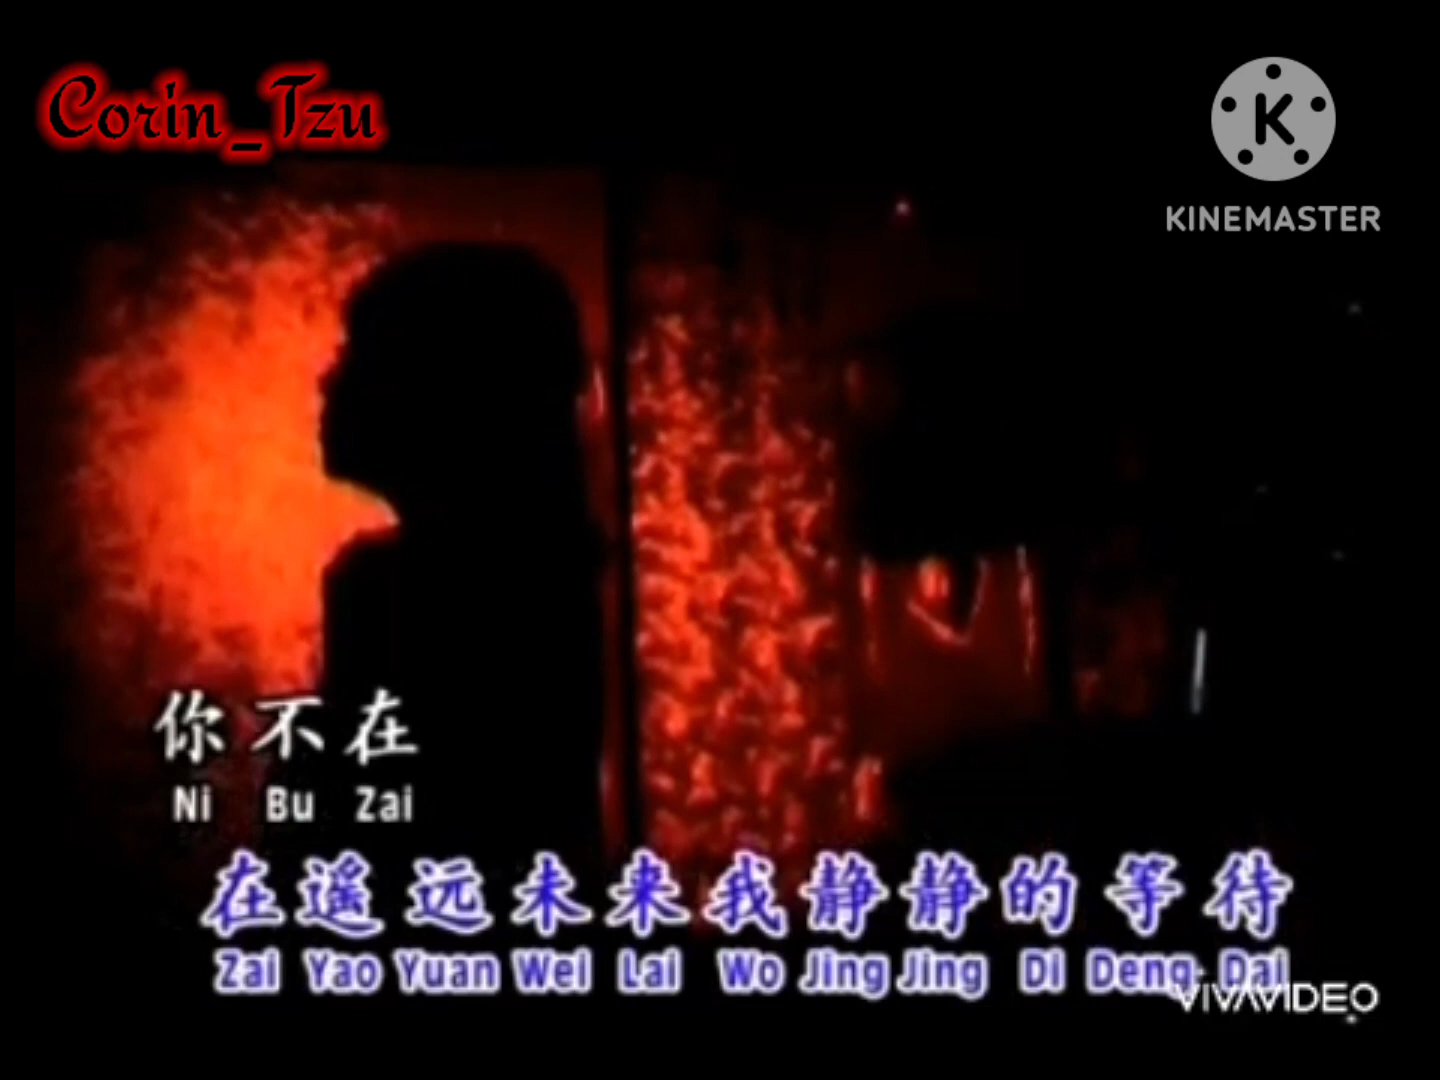 Corin_Tzu
K
KINEMASTER
你不在
Ni Bu Zai
在遥远未来我静静的等待
Zai Yao Yuan Wei Lai Wo Jing Jing Di Deng Dai
VIVAVIDEO